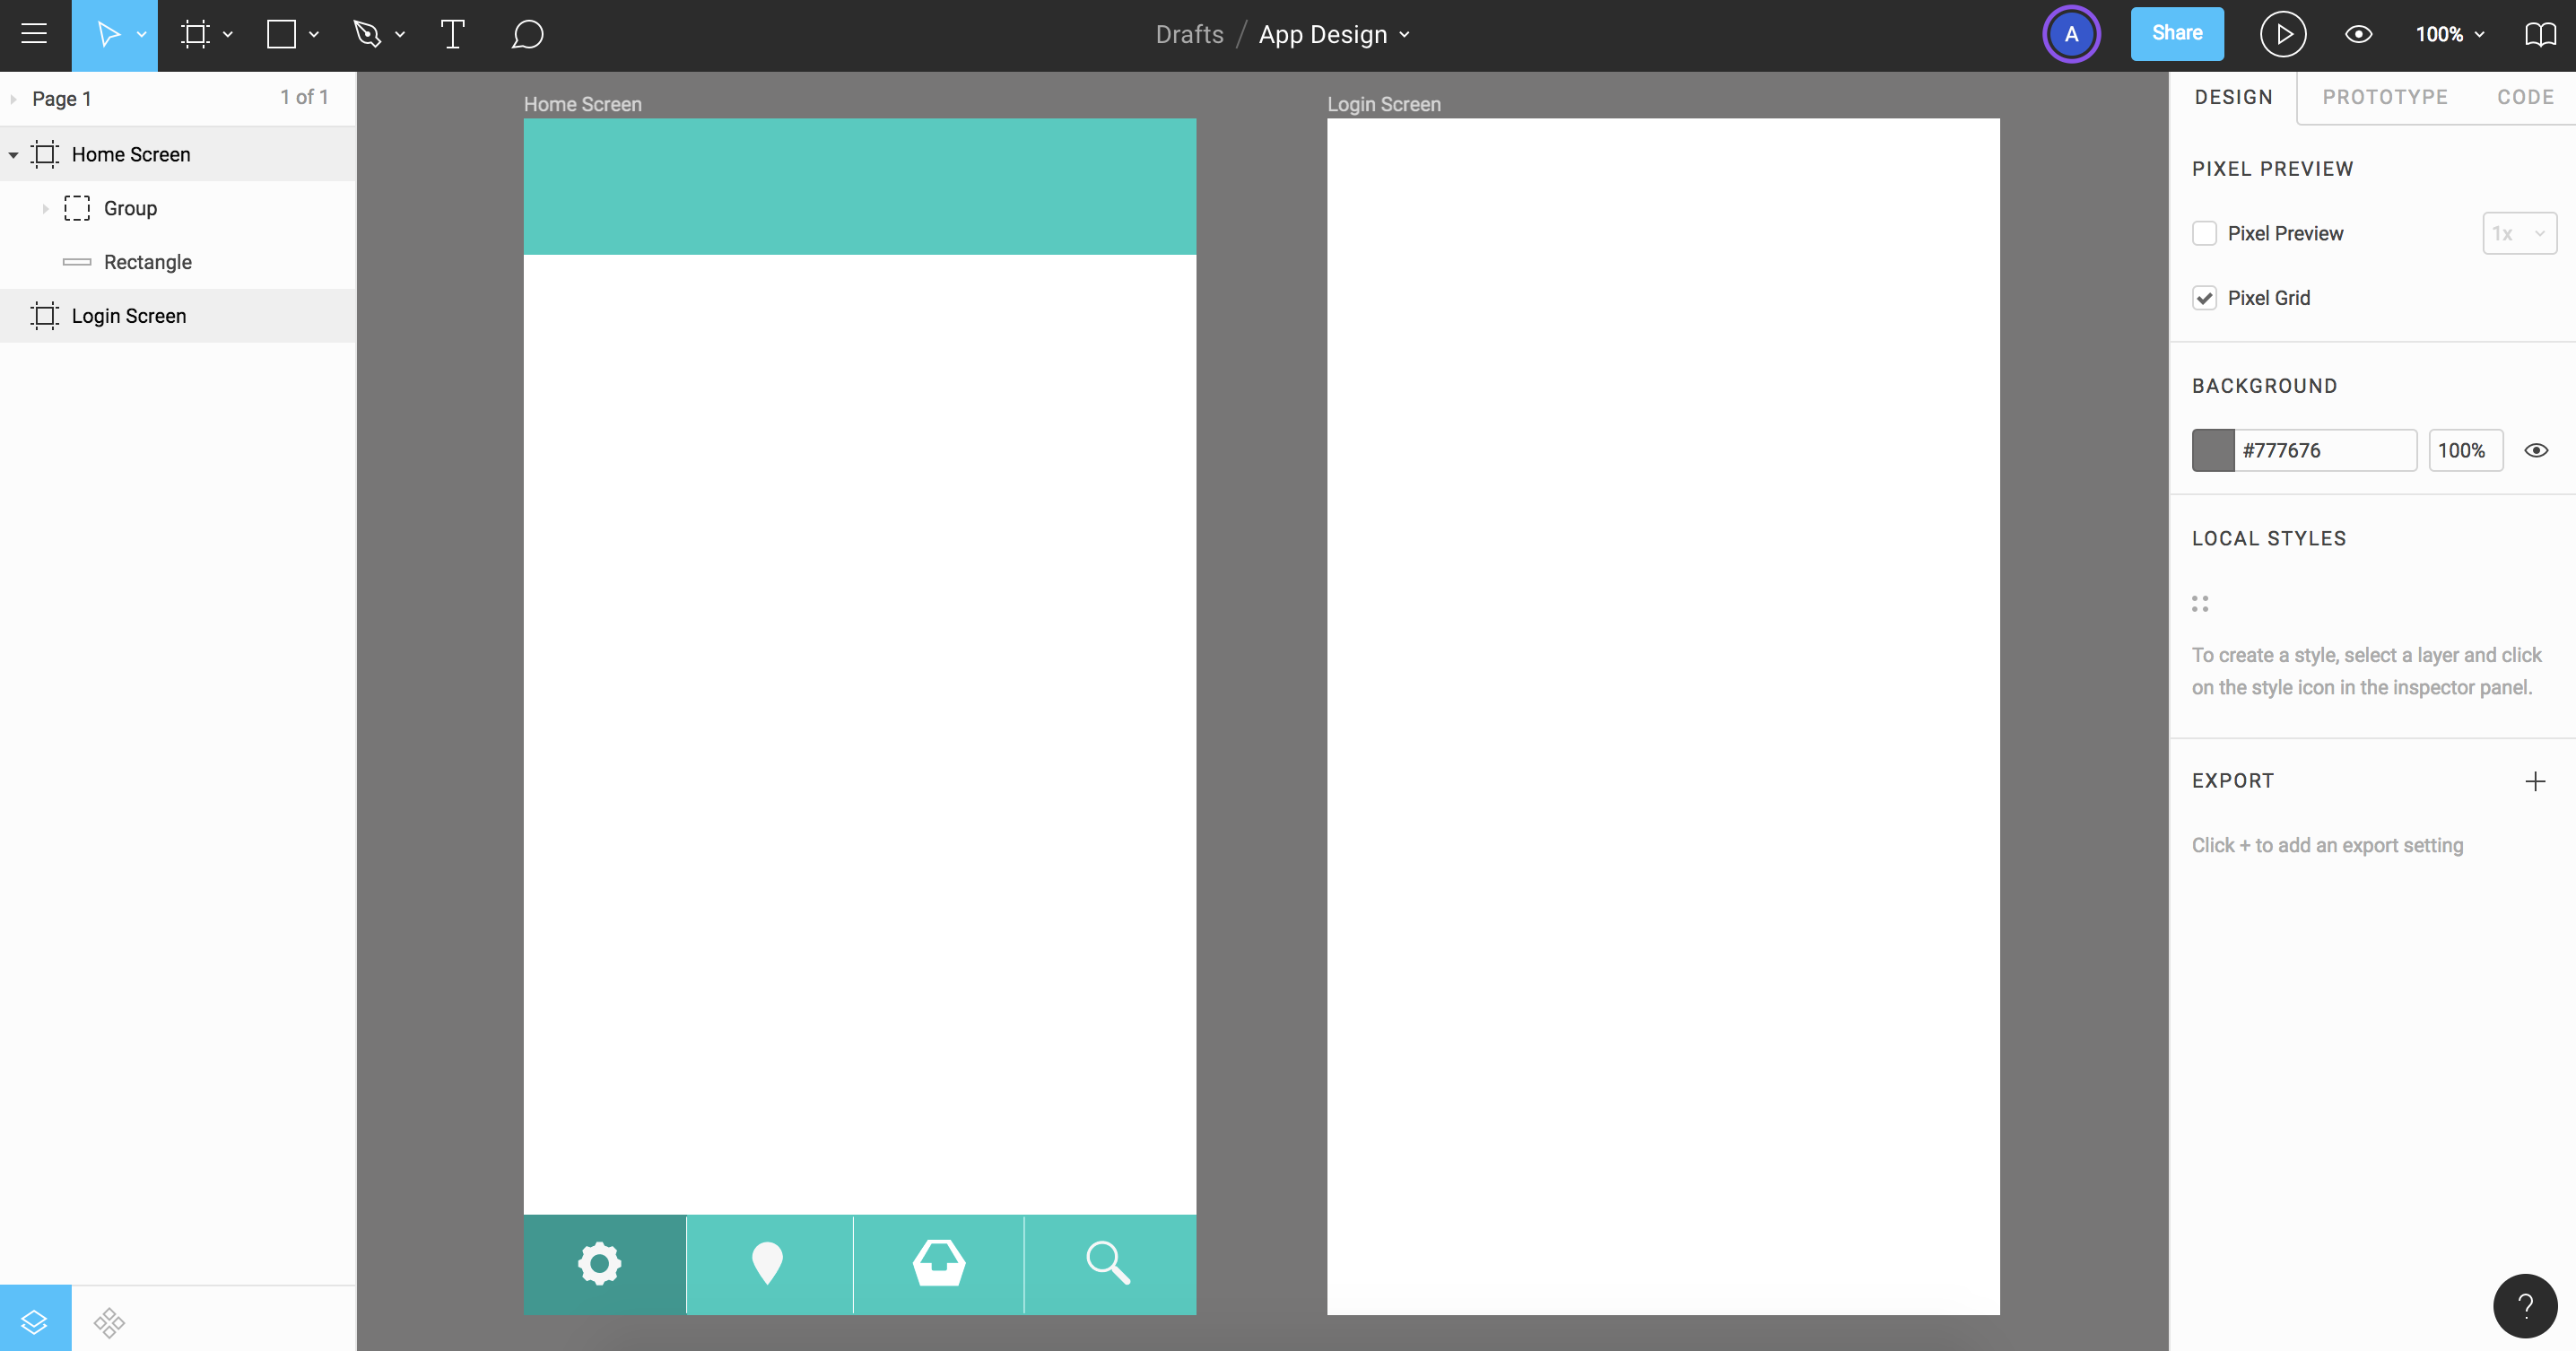 Drafts / App Design
A
Share
100%
Page 1
1 of 1
Home Screen
Group
Rectangle
Login Screen
Home Screen
Login Screen
DESIGN
PROTOTYPE
CODE
PIXEL PREVIEW
Pixel Preview
1x
Pixel Grid
BACKGROUND
#777676
100%
LOCAL STYLES
To create a style, select a layer and click
on the style icon in the inspector panel.
EXPORT
Click + to add an export setting
?